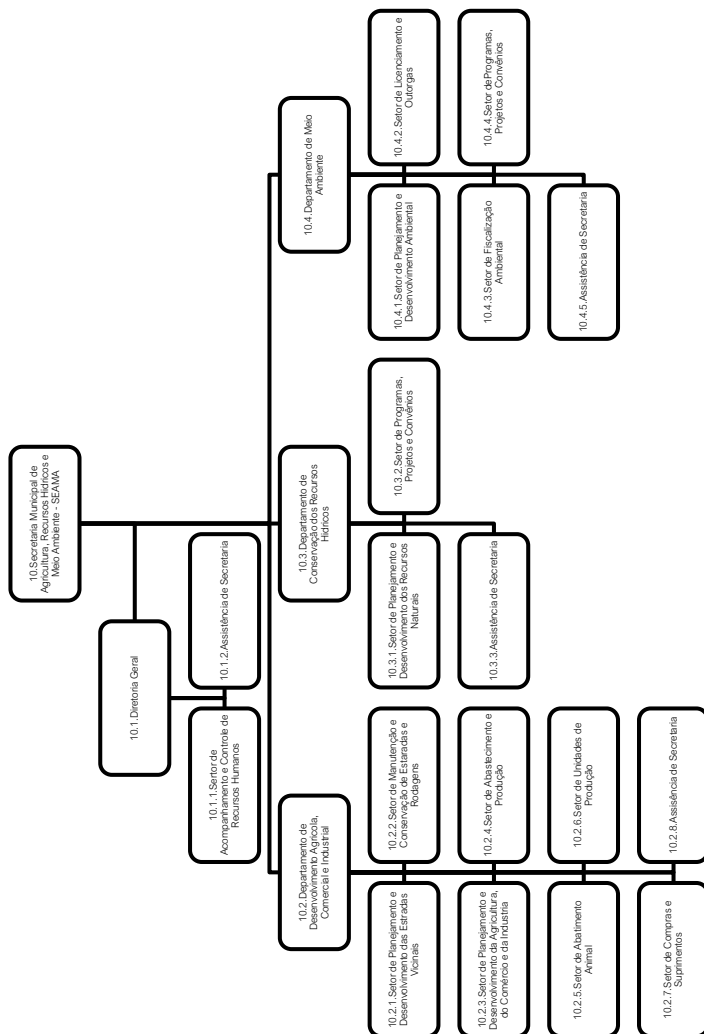 10.Secretaria Municipal de
Agricultura, Recursos Hídricos e
Meio Ambiente - SEAMA
10.1.Diretoria Geral
10.1.1.Sertor de
Acompanhamento e Controle de
Recursos Humanos
10.1.2.Assistência de Secretaria
10.2.Departamento de
Desenvolvimento Agrícola,
Comercial e Industrial
10.2.1.Setor de Planejamento e
Desenvolvimento das Estradas
Vicinais
10.2.2.Setor de Manutenção e
Conservação de Estaradas e
Rodagens
10.2.3.Setor de Planejamento e
Desenvolvimento da Agricultura,
do Comércio e da Industria
10.2.4.Setor de Abastecimento e
Produção
10.2.5.Setor de Abatimento
Animal
10.2.6.Setor de Unidades de
Produção
10.2.7.Setor de Compras e
Suprimentos
10.2.8.Assisência de Secretaria
10.3.Departamento de
Conservação dos Recursos
Hídricos
10.3.1.Setor de Planejamento e
Desenvolvimento dos Recursos
Naturais
10.3.2.Setor de Programas,
Projetos e Convênios
10.3.3.Assistência de Secretaria
10.4.Departamento de Meio
Ambiente
10.4.1.Setor de Planejamento e
Desenvolvimento Ambiental
10.4.2.Setor de Licenciamento e
Outorgas
10.4.3.Setor de Fiscalização
Ambiental
10.4.4.Setor de Programas,
Projetos e Convênios
10.4.5.Assistência de Secretaria